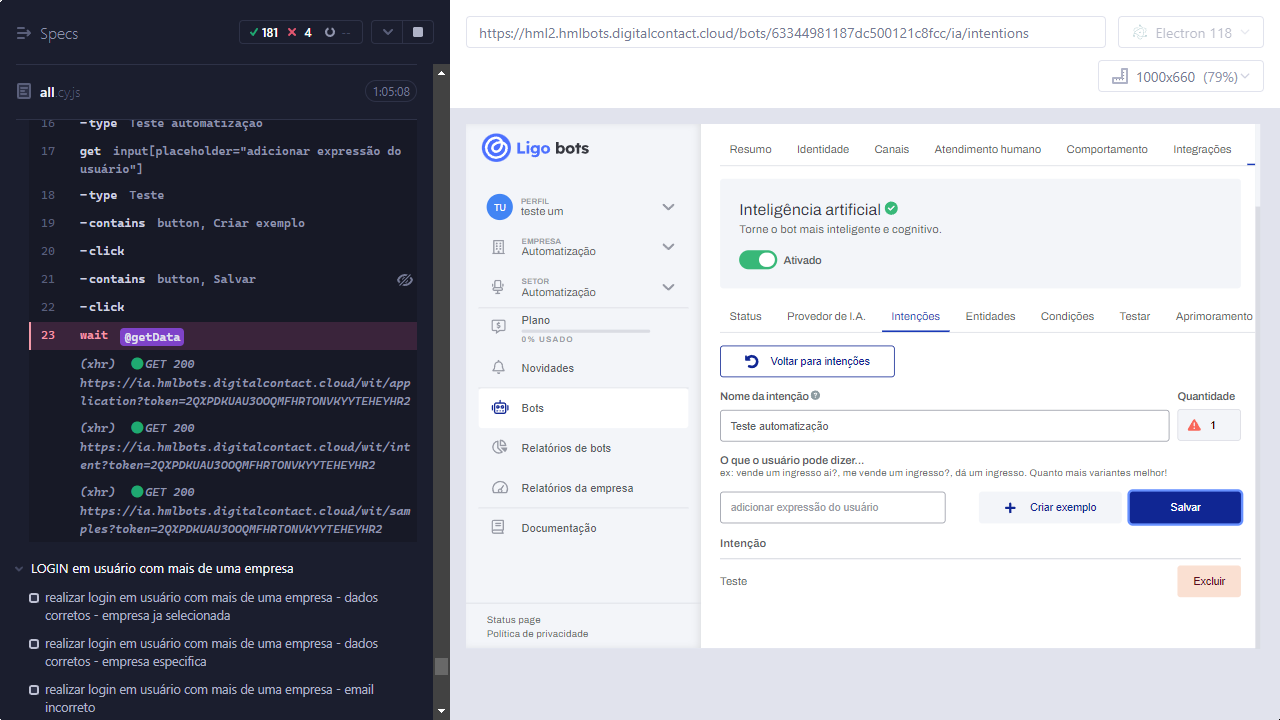 Specs
181
4
--
all.cy.js
1:05:08
16 -type Teste automatização
17 get input[placeholder="adicionar expressão do
usuário"]
18 -type Teste
19 -contains button, Criar exemplo
20 -click
21 -contains button, Salvar
22 -click
23 wait @getData
(xhr) GET 200
https://ia.hmlbots.digitalcontact.cloud/wit/app
lication?token=2QXPDKUAU3OOQMFHRTONVKYYTEHEYHR2
(xhr) GET 200
https://ia.hmlbots.digitalcontact.cloud/wit/int
ent?token=2QXPDKUAU3OOQMFHRTONVKYYTEHEYHR2
(xhr) GET 200
https://ia.hmlbots.digitalcontact.cloud/wit/sam
ples?token=2QXPDKUAU3OOQMFHRTONVKYYTEHEYHR2
LOGIN em usuário com mais de uma empresa
realizar login em usuário com mais de uma empresa - dados
corretos - empresa ja selecionada
realizar login em usuário com mais de uma empresa - dados
corretos - empresa especifica
realizar login em usuário com mais de uma empresa - email
incorreto
https://hml2.hmlbots.digitalcontact.cloud/bots/63344981187dc500121c8fcc/ia/intentions
Electron 118
1000x660 (79%)
Ligo bots
TU
PERFIL
teste um
EMPRESA
Automatização
SETOR
Automatização
Plano
0% USADO
Novidades
Bots
Relatórios de bots
Relatórios da empresa
Documentação
Status page
Política de privacidade
Resumo Identidade Canais Atendimento humano Comportamento Integrações
Inteligência artificial
Torne o bot mais inteligente e cognitivo.
Ativado
Status Provedor de I.A. Intenções Entidades Condições Testar Aprimoramento
Voltar para intenções
Nome da intenção
Quantidade
Teste automatização
1
O que o usuário pode dizer...
ex: vende um ingresso aí?, me vende um ingresso?, dá um ingresso. Quanto mais variantes melhor!
adicionar expressão do usuário
Criar exemplo
Salvar
Intenção
Teste
Excluir